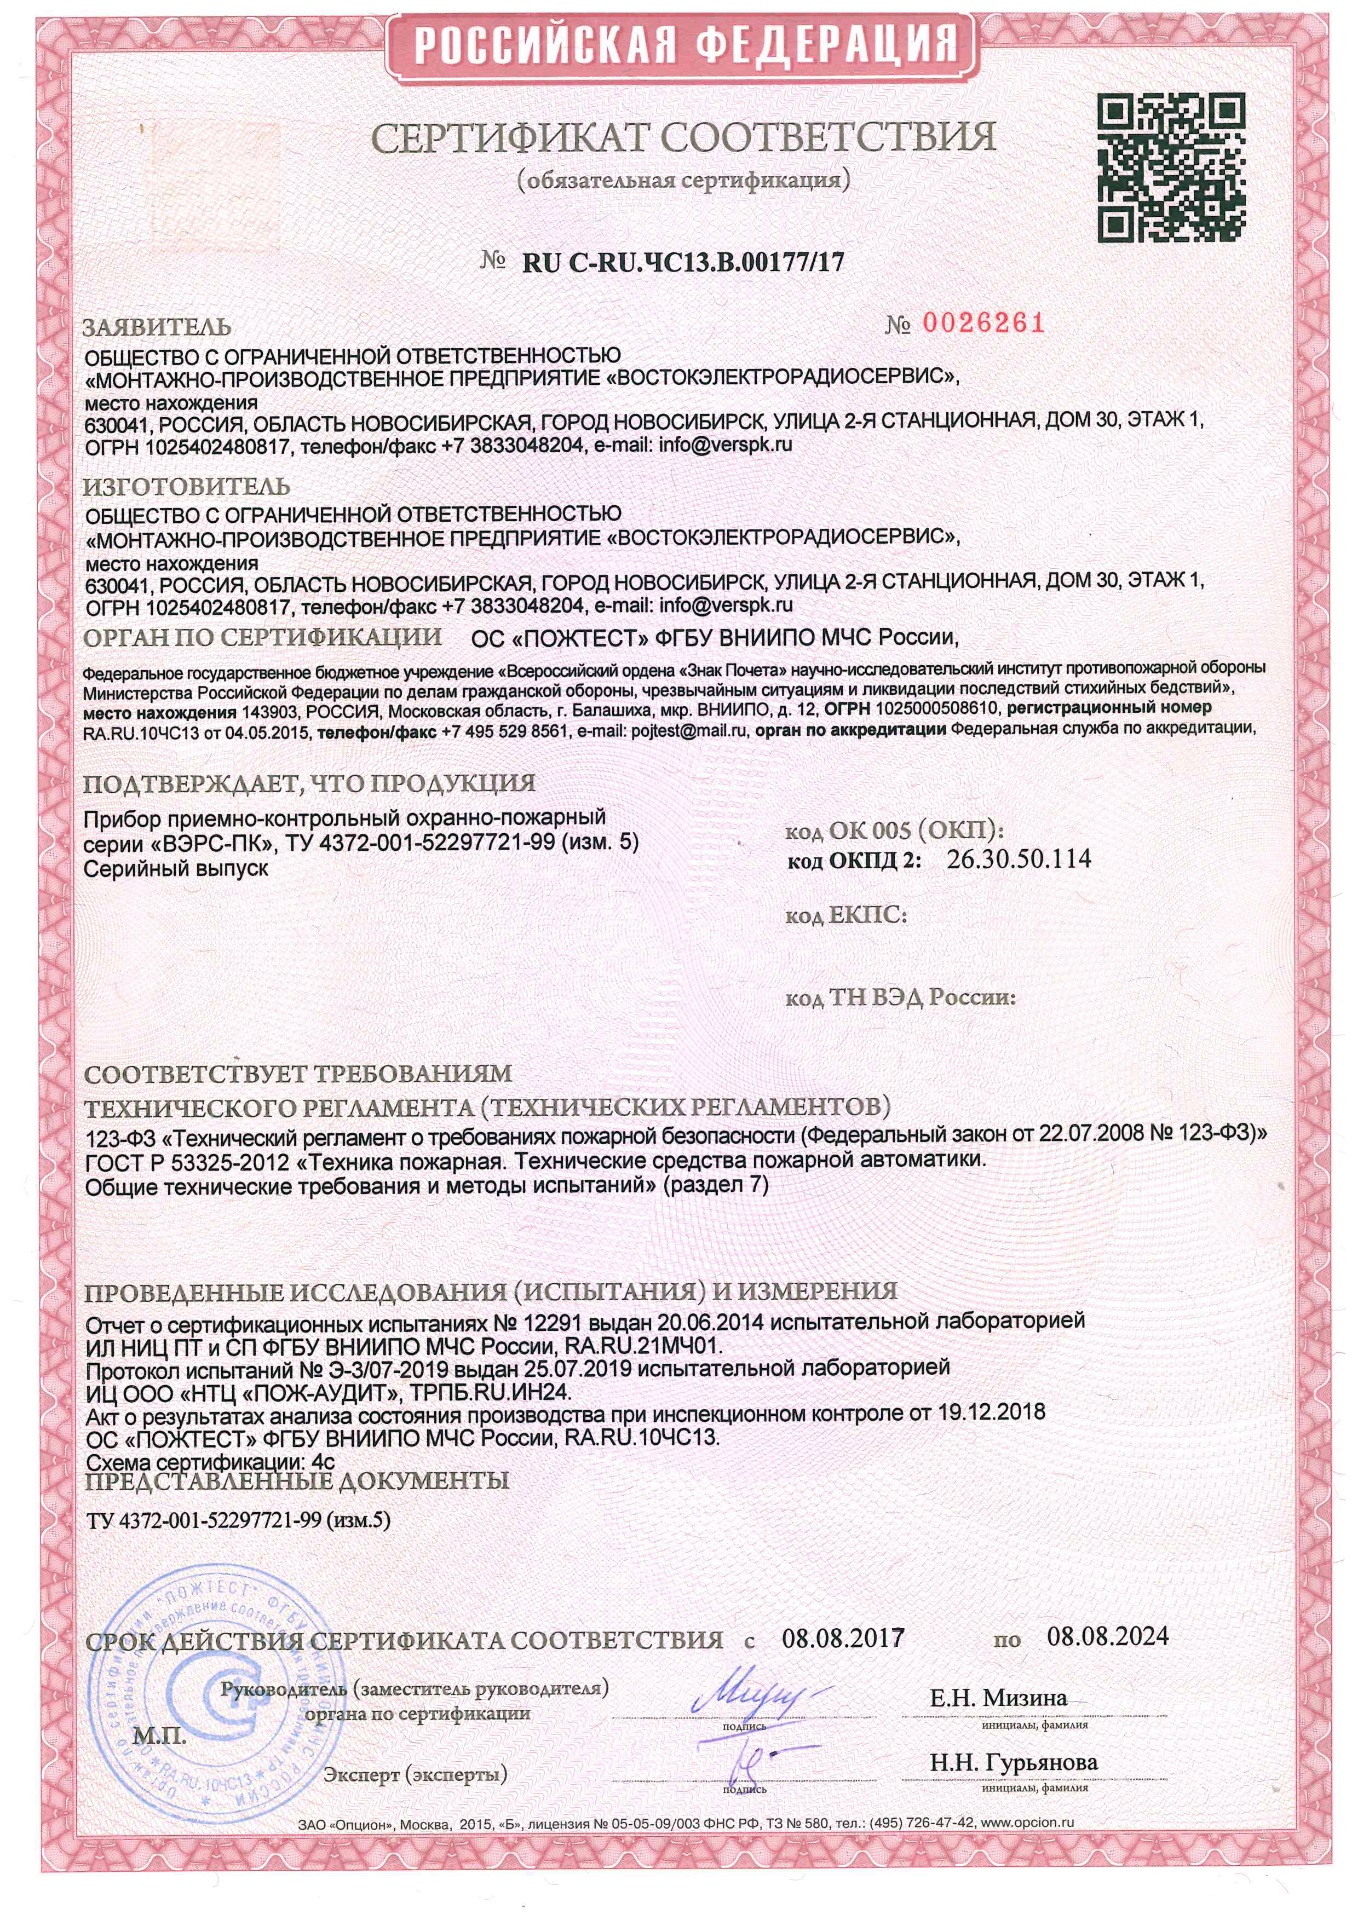 РОССИЙСКАЯ ФЕДЕРАЦИЯ
СЕРТИФИКАТ СООТВЕТСТВИЯ
(обязательная сертификация)
№ RU C-RU.ЧС13.В.00177/17
ЗАЯВИТЕЛЬ
№ 0026261
ОБЩЕСТВО С ОГРАНИЧЕННОЙ ОТВЕТСТВЕННОСТЬЮ
«МОНТАЖНО-ПРОИЗВОДСТВЕННОЕ ПРЕДПРИЯТИЕ «ВОСТОКЭЛЕКТРОРАДИОСЕРВИС»,
место нахождения
630041, РОССИЯ, ОБЛАСТЬ НОВОСИБИРСКАЯ, ГОРОД НОВОСИБИРСК, УЛИЦА 2-Я СТАНЦИОННАЯ, ДОМ 30, ЭТАЖ 1,
ОГРН 1025402480817, телефон/факс +7 3833048204, e-mail: info@verspk.ru
ИЗГОТОВИТЕЛЬ
ОБЩЕСТВО С ОГРАНИЧЕННОЙ ОТВЕТСТВЕННОСТЬЮ
«МОНТАЖНО-ПРОИЗВОДСТВЕННОЕ ПРЕДПРИЯТИЕ «ВОСТОКЭЛЕКТРОРАДИОСЕРВИС»,
место нахождения
630041, РОССИЯ, ОБЛАСТЬ НОВОСИБИРСКАЯ, ГОРОД НОВОСИБИРСК, УЛИЦА 2-Я СТАНЦИОННАЯ, ДОМ 30, ЭТАЖ 1,
ОГРН 1025402480817, телефон/факс +7 3833048204, e-mail: info@verspk.ru
ОРГАН ПО СЕРТИФИКАЦИИ ОС «ПОЖТЕСТ» ФГБУ ВНИИПО МЧС России,
Федеральное государственное бюджетное учреждение «Всероссийский ордена «Знак Почета» научно-исследовательский институт противопожарной обороны
Министерства Российской Федерации по делам гражданской обороны, чрезвычайным ситуациям и ликвидации последствий стихийных бедствий»,
место нахождения 143903, РОССИЯ, Московская область, г. Балашиха, мкр. ВНИИПО, д. 12, ОГРН 1025000508610, регистрационный номер
RA.RU.10ЧС13 от 04.05.2015, телефон/факс +7 495 529 8561, e-mail: pojtest@mail.ru, орган по аккредитации Федеральная служба по аккредитации,
ПОДТВЕРЖДАЕТ, ЧТО ПРОДУКЦИЯ
Прибор приемно-контрольный охранно-пожарный
серии «ВЭРС-ПК», ТУ 4372-001-52297721-99 (изм. 5)
Серийный выпуск
код ОК 005 (ОКП):
код ОКПД 2: 26.30.50.114
код ЕКПС:
код ТН ВЭД России:
СООТВЕТСТВУЕТ ТРЕБОВАНИЯМ
ТЕХНИЧЕСКОГО РЕГЛАМЕНТА (ТЕХНИЧЕСКИХ РЕГЛАМЕНТОВ)
123-ФЗ «Технический регламент о требованиях пожарной безопасности (Федеральный закон от 22.07.2008 № 123-ФЗ)»
ГОСТ Р 53325-2012 «Техника пожарная. Технические средства пожарной автоматики.
Общие технические требования и методы испытаний» (раздел 7)
ПРОВЕДЕННЫЕ ИССЛЕДОВАНИЯ (ИСПЫТАНИЯ) И ИЗМЕРЕНИЯ
Отчет о сертификационных испытаниях № 12291 выдан 20.06.2014 испытательной лабораторией
ИЛ НИЦ ПТ и СП ФГБУ ВНИИПО МЧС России, RA.RU.21МЧ01.
Протокол испытаний № Э-3/07-2019 выдан 25.07.2019 испытательной лабораторией
ИЦ ООО «НТЦ «ПОЖ-АУДИТ», ТРПБ.RU.ИН24.
Акт о результатах анализа состояния производства при инспекционном контроле от 19.12.2018
ОС «ПОЖТЕСТ» ФГБУ ВНИИПО МЧС России, RA.RU.10ЧС13.
Схема сертификации: 4с
ПРЕДСТАВЛЕННЫЕ ДОКУМЕНТЫ
ТУ 4372-001-52297721-99 (изм.5)
СРОК ДЕЙСТВИЯ СЕРТИФИКАТА СООТВЕТСТВИЯ с 08.08.2017 по 08.08.2024
Руководитель (заместитель руководителя)
органа по сертификации
подпись
Е.Н. Мизина
инициалы, фамилия
М.П.
Эксперт (эксперты)
подпись
Н.Н. Гурьянова
инициалы, фамилия
Орган по сертификации "ПОЖТЕСТ" ФГБУ ВНИИПО МЧС РОССИИ
* RA.RU.10ЧС13 *
ЗАО «Опцион», Москва, 2015, «Б», лицензия № 05-05-09/003 ФНС РФ, ТЗ № 580, тел.: (495) 726-47-42, www.opcion.ru